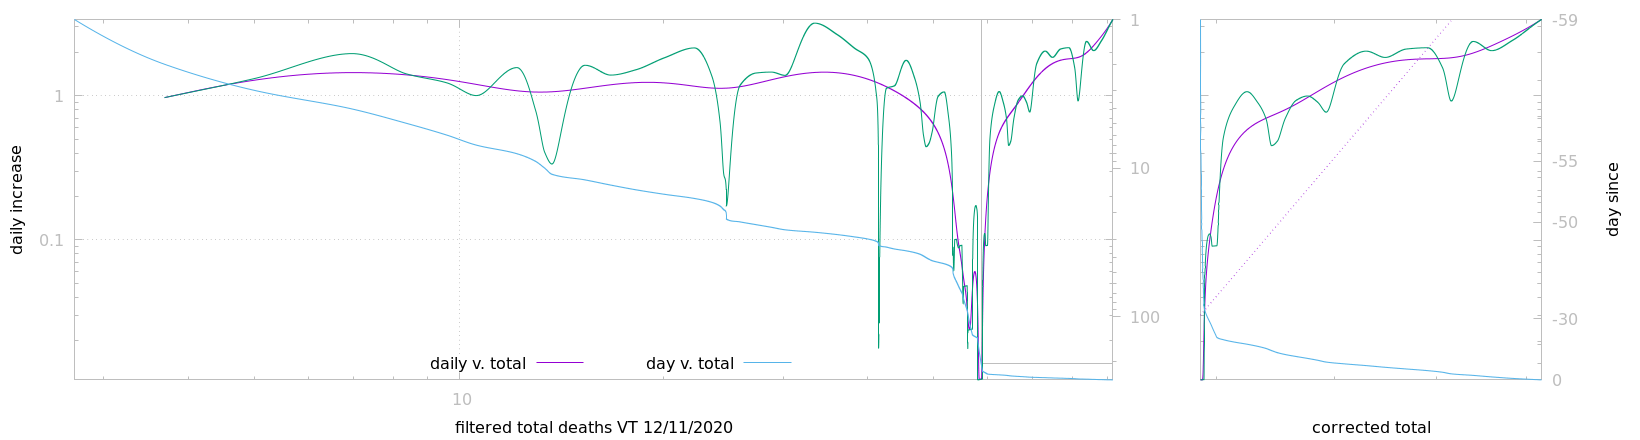 daily increase
1
0.1
10
daily v. total
day v. total
filtered total deaths VT 12/11/2020
1
10
100
corrected total
-59
-55
-50
-30
0
day since